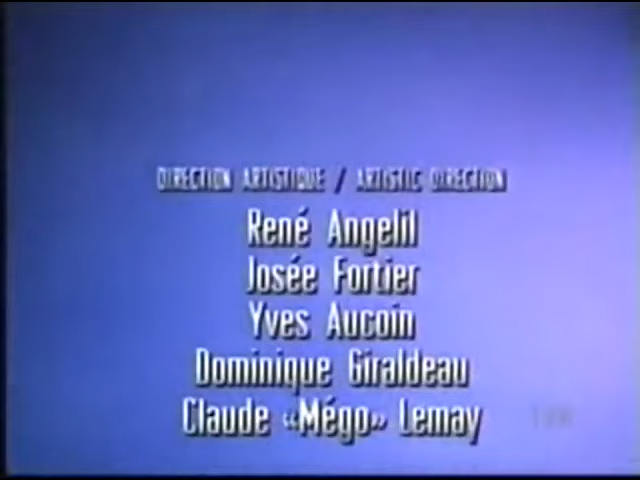 DIRECTION ARTISTIQUE / ARTISTIC DIRECTION
René Angelil
Josée Fortier
Yves Aucoin
Dominique Giraldeau
Claude «Mégo» Lemay